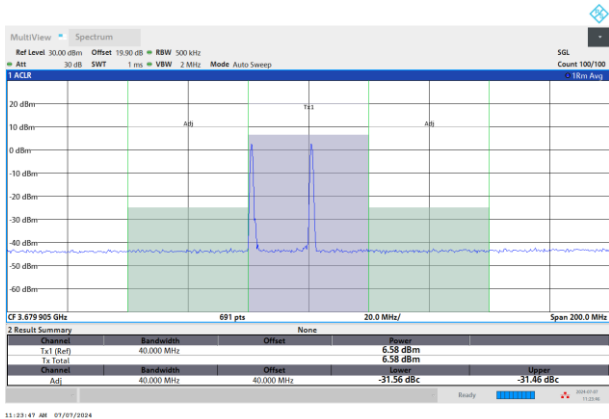 MultiView Spectrum
Ref Level 30.00 dBm Offset 19.90 dB RBW 500 kHz SGL
Att 30 dB SWT 1 ms VBW 2 MHz Mode Auto Sweep Count 100/100
1 ACLR 1Rm Avg
20 dBm
Tx1
10 dBm Adj Adj
0 dBm
-10 dBm
-20 dBm
-30 dBm
-40 dBm
-50 dBm
-60 dBm
CF 3.679 905 GHz 691 pts 20.0 MHz/ Span 200.0 MHz
2 Result Summary None
Channel Bandwidth Offset Power
Tx1 (Ref) 40.000 MHz 6.58 dBm
Tx Total 6.58 dBm
Channel Bandwidth Offset Lower Upper
Adj 40.000 MHz 40.000 MHz -31.56 dBc -31.46 dBc
Ready 2024-07-07
11:23:47 AM 07/07/2024